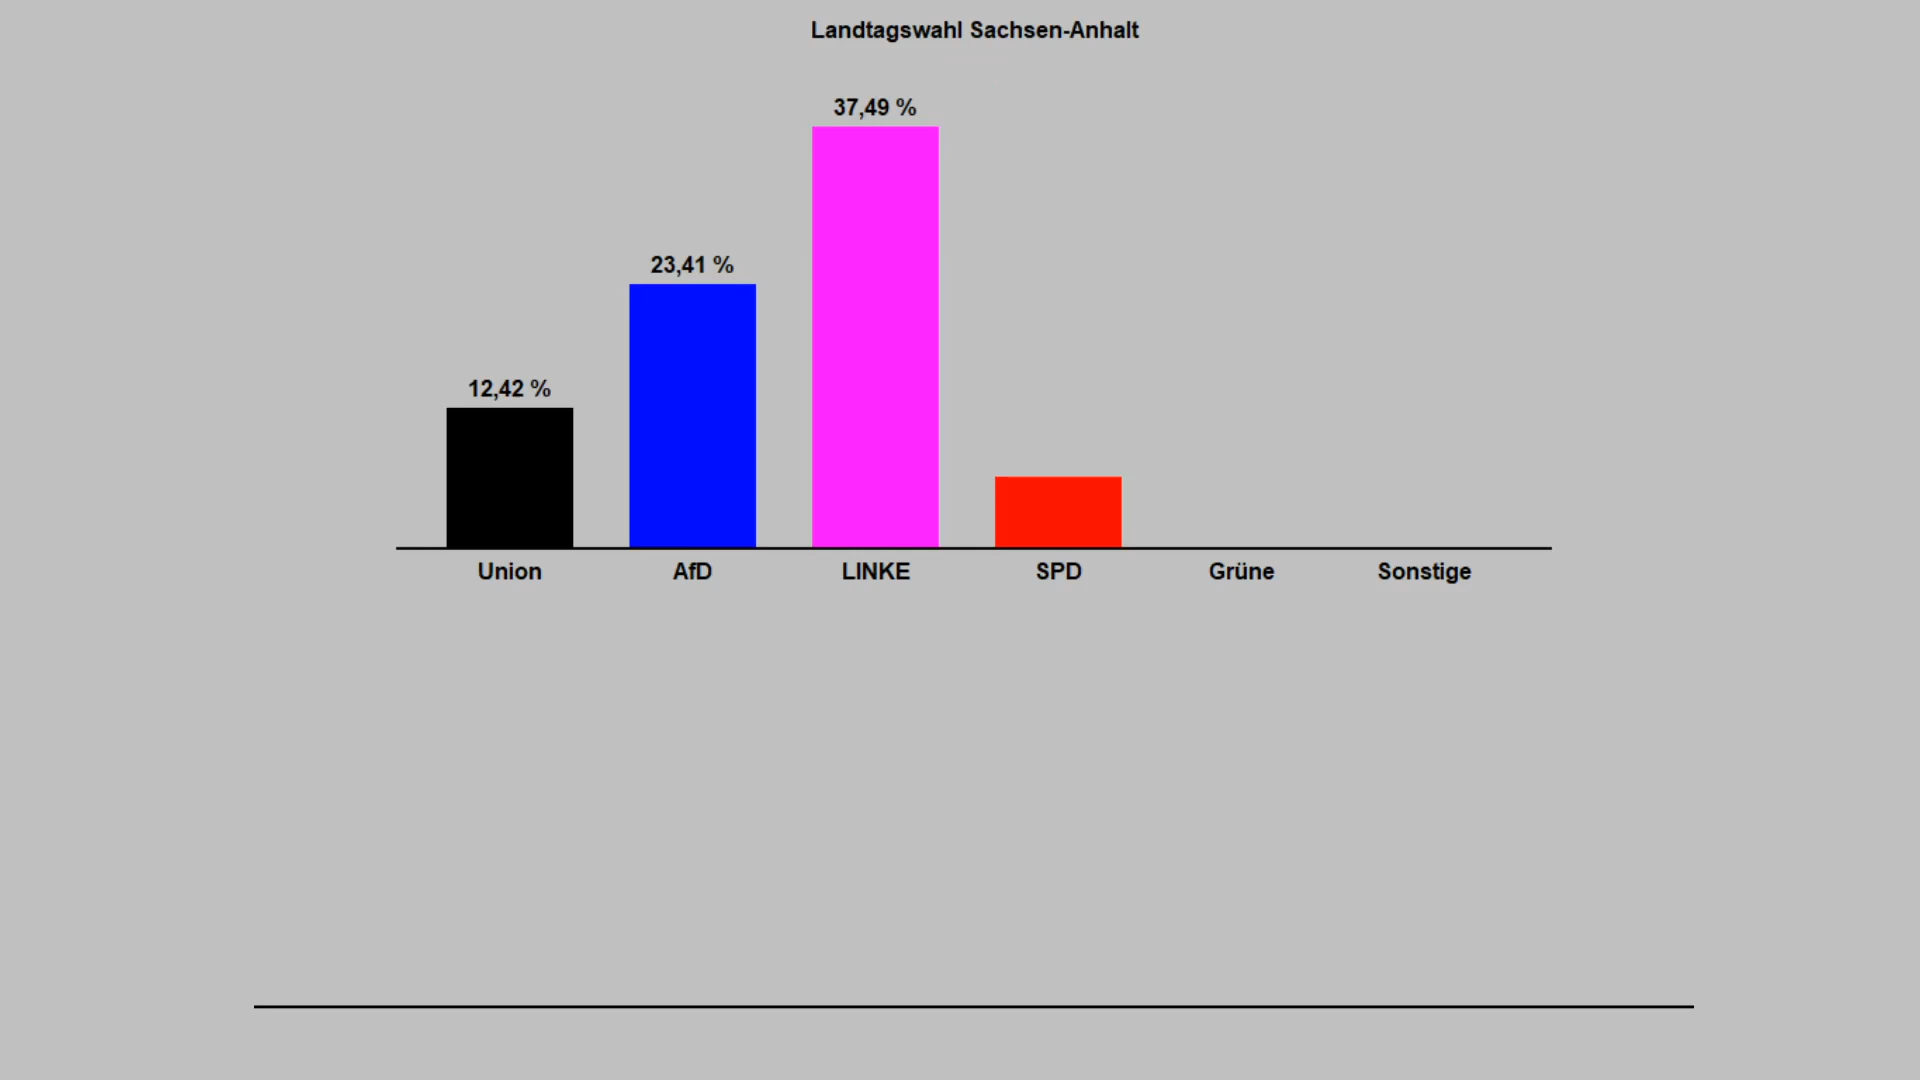 Landtagswahl Sachsen-Anhalt
37,49 %
23,41 %
12,42 %
Union AfD LINKE SPD Grüne Sonstige